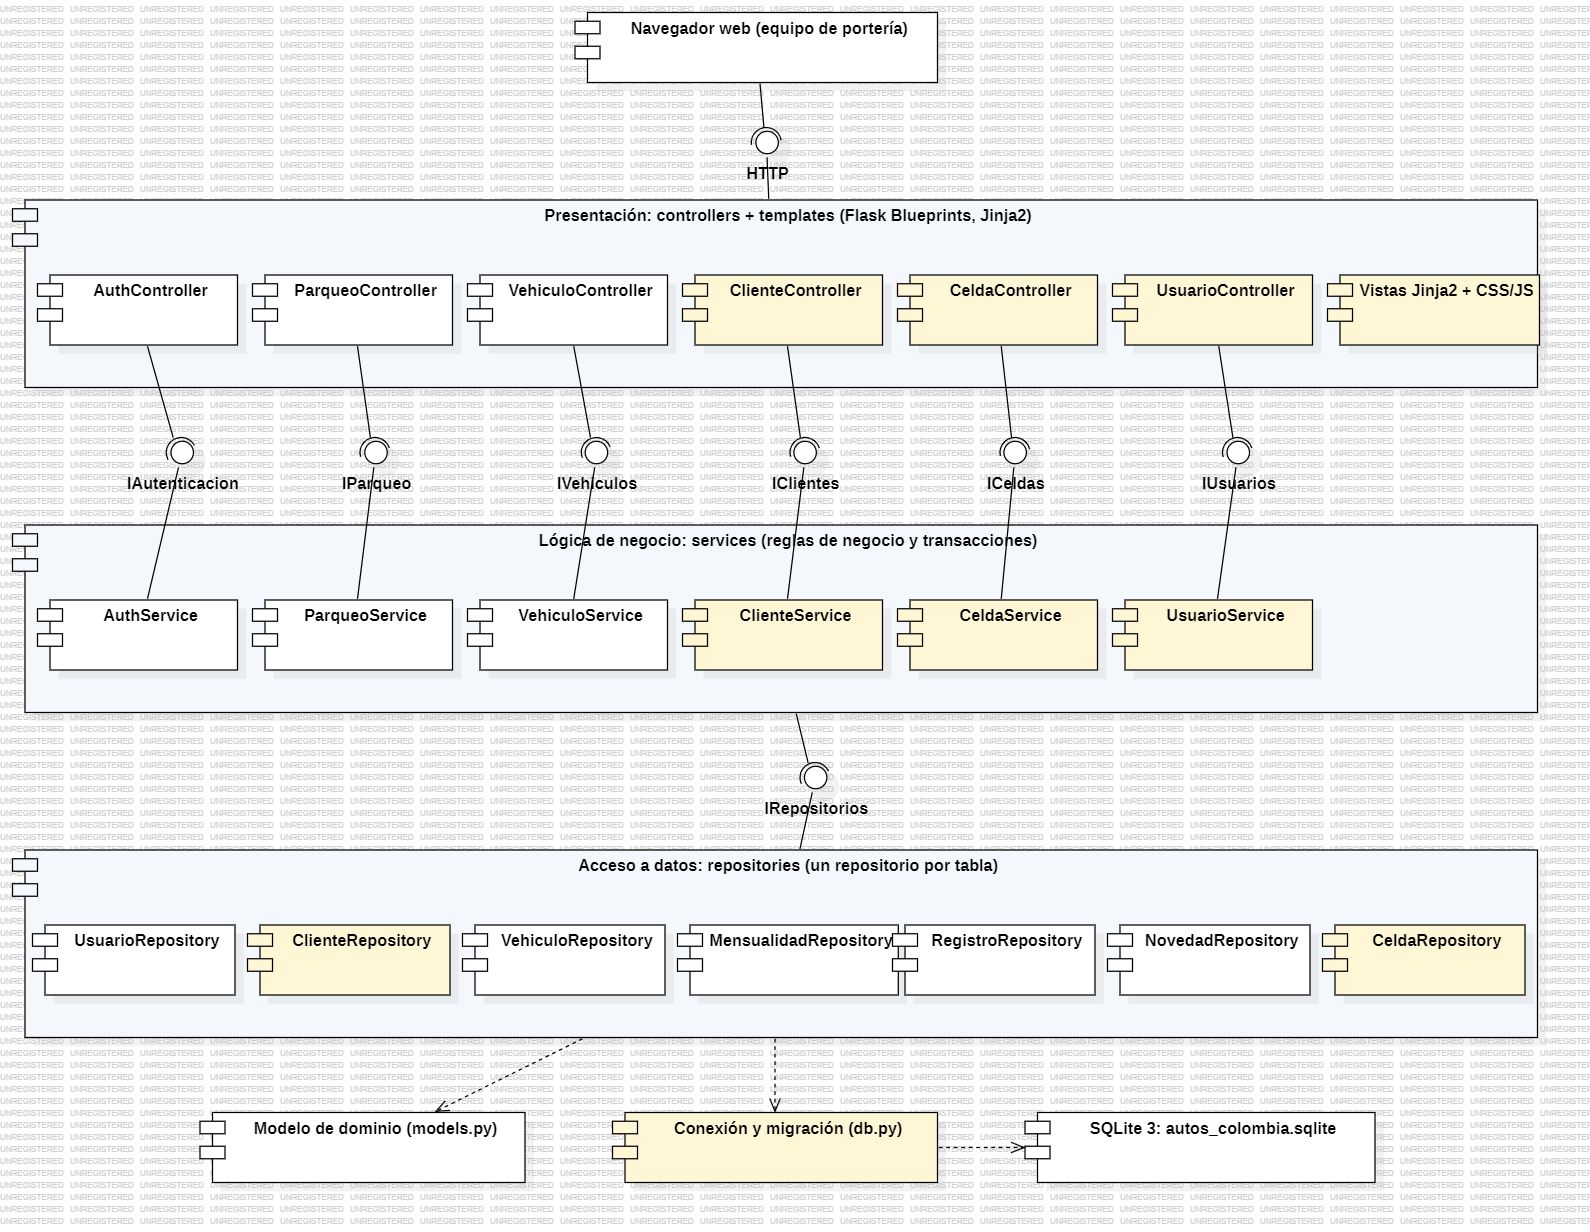 Navegador web (equipo de portería)
HTTP
Presentación: controllers + templates (Flask Blueprints, Jinja2)
AuthController
ParqueoController
VehiculoController
ClienteController
CeldaController
UsuarioController
Vistas Jinja2 + CSS/JS
IAutenticacion
IParqueo
IVehiculos
IClientes
ICeldas
IUsuarios
Lógica de negocio: services (reglas de negocio y transacciones)
AuthService
ParqueoService
VehiculoService
ClienteService
CeldaService
UsuarioService
IRepositorios
Acceso a datos: repositories (un repositorio por tabla)
UsuarioRepository
ClienteRepository
VehiculoRepository
MensualidadRepository
RegistroRepository
NovedadRepository
CeldaRepository
Modelo de dominio (models.py)
Conexión y migración (db.py)
SQLite 3: autos_colombia.sqlite
UNREGISTERED